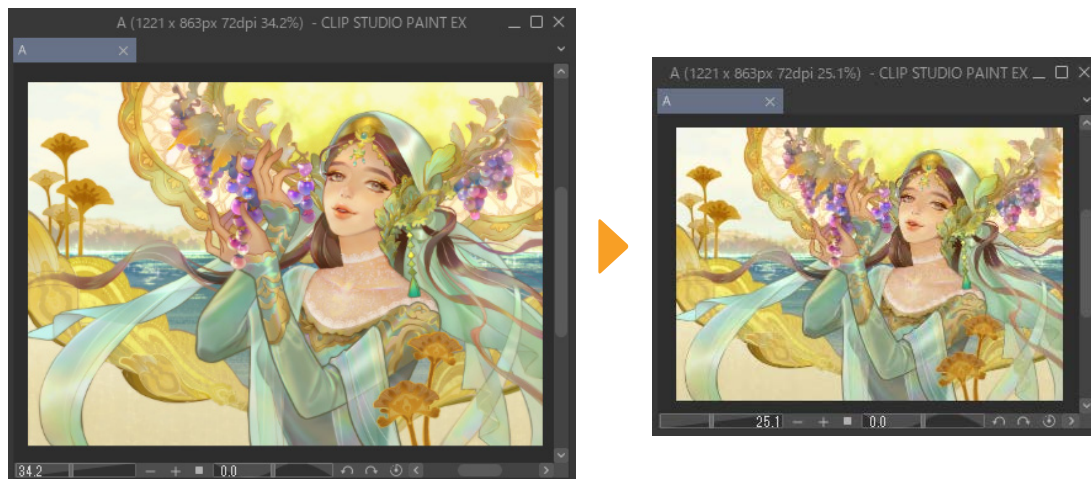 A (1221 x 863px 72dpi 34.2%) - CLIP STUDIO PAINT EX
A
34.2
0.0
A (1221 x 863px 72dpi 25.1%) - CLIP STUDIO PAINT EX
A
25.1
0.0